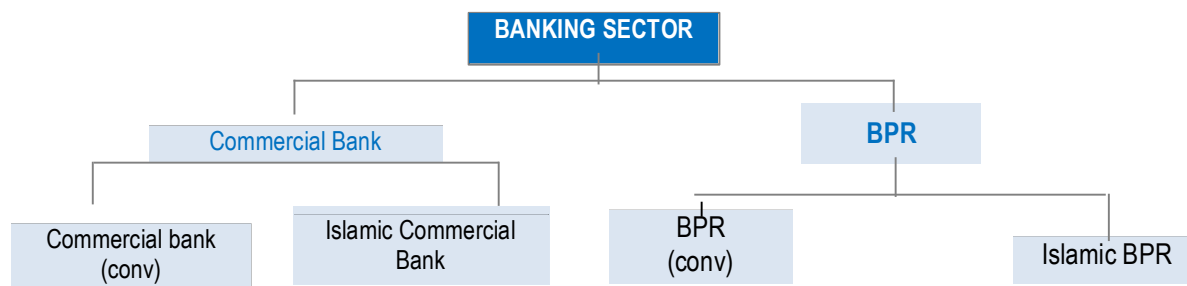 BANKING SECTOR
Commercial Bank
BPR
Commercial bank
(conv)
Islamic Commercial
Bank
BPR
(conv)
Islamic BPR